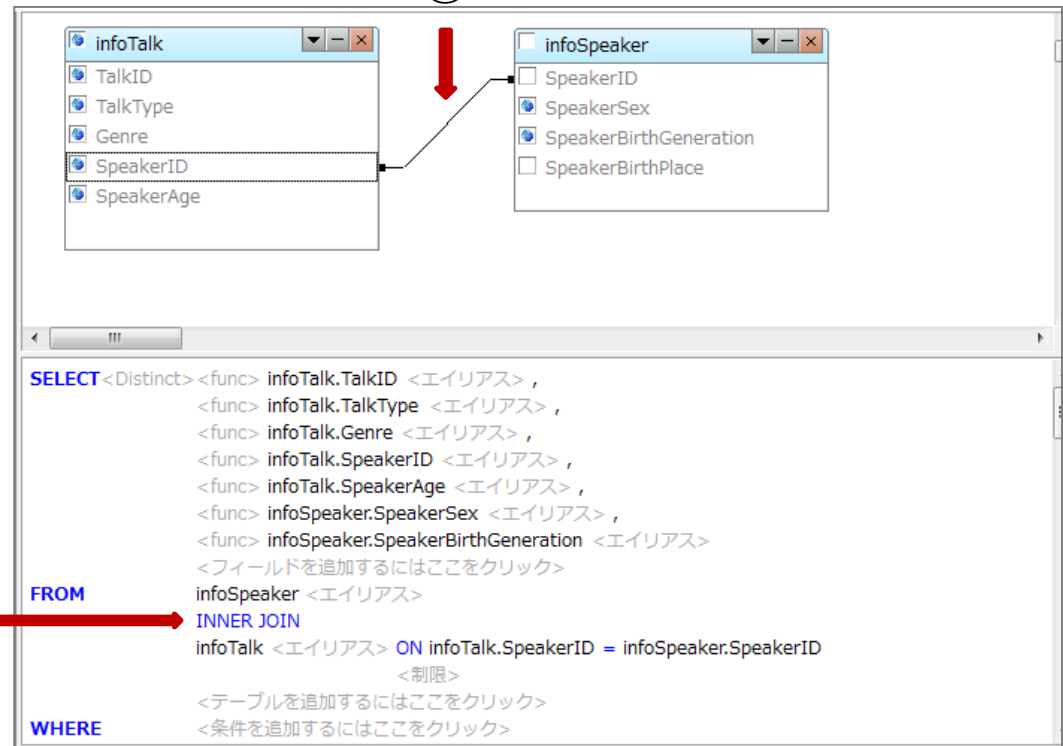 infoTalk
TalkID
TalkType
Genre
SpeakerID
SpeakerAge
infoSpeaker
SpeakerID
SpeakerSex
SpeakerBirthGeneration
SpeakerBirthPlace
SELECT <Distinct> <func> infoTalk.TalkID <エイリアス> ,
<func> infoTalk.TalkType <エイリアス> ,
<func> infoTalk.Genre <エイリアス> ,
<func> infoTalk.SpeakerID <エイリアス> ,
<func> infoTalk.SpeakerAge <エイリアス> ,
<func> infoSpeaker.SpeakerSex <エイリアス> ,
<func> infoSpeaker.SpeakerBirthGeneration <エイリアス>
<フィールドを追加するにはここをクリック>
FROM infoSpeaker <エイリアス>
INNER JOIN
infoTalk <エイリアス> ON infoTalk.SpeakerID = infoSpeaker.SpeakerID
<制限>
<テーブルを追加するにはここをクリック>
WHERE <条件を追加するにはここをクリック>